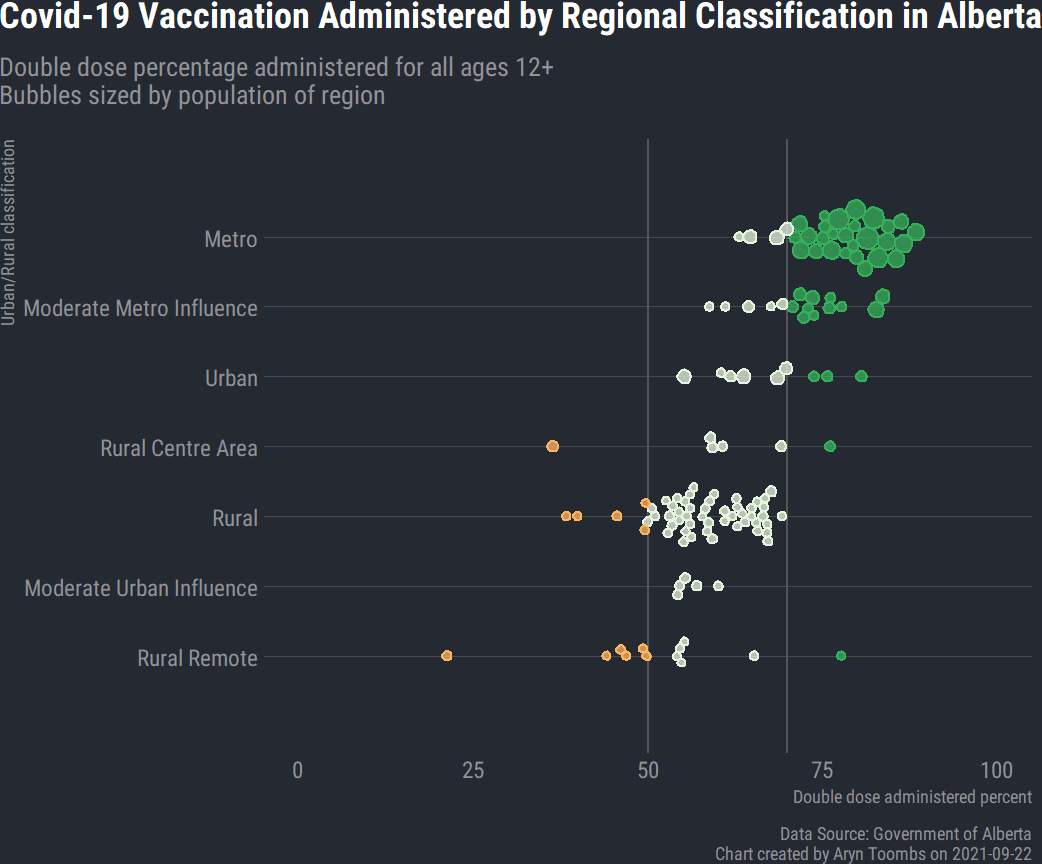 Covid-19 Vaccination Administered by Regional Classification in Alberta
Double dose percentage administered for all ages 12+
Bubbles sized by population of region
Urban/Rural classification
Metro
Moderate Metro Influence
Urban
Rural Centre Area
Rural
Moderate Urban Influence
Rural Remote
0 25 50 75 100
Double dose administered percent
Data Source: Government of Alberta
Chart created by Aryn Toombs on 2021-09-22